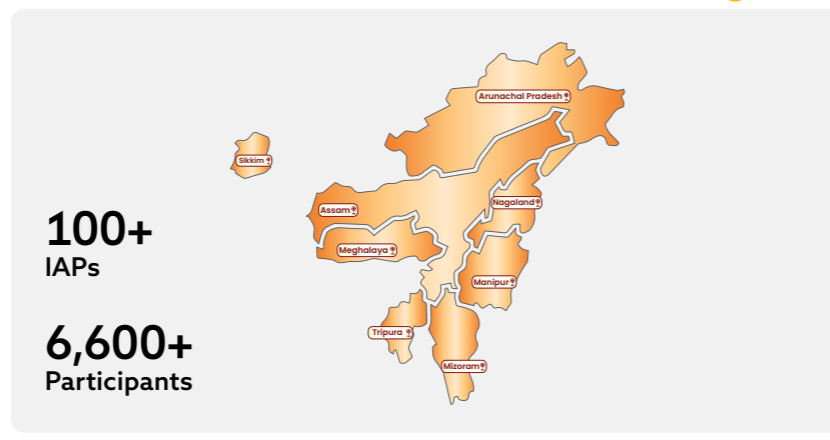 Arunachal Pradesh
Sikkim
Nagaland
Assam
100+
IAPs
Meghalaya
Manipur
6,600+
Participants
Tripura
Mizoram